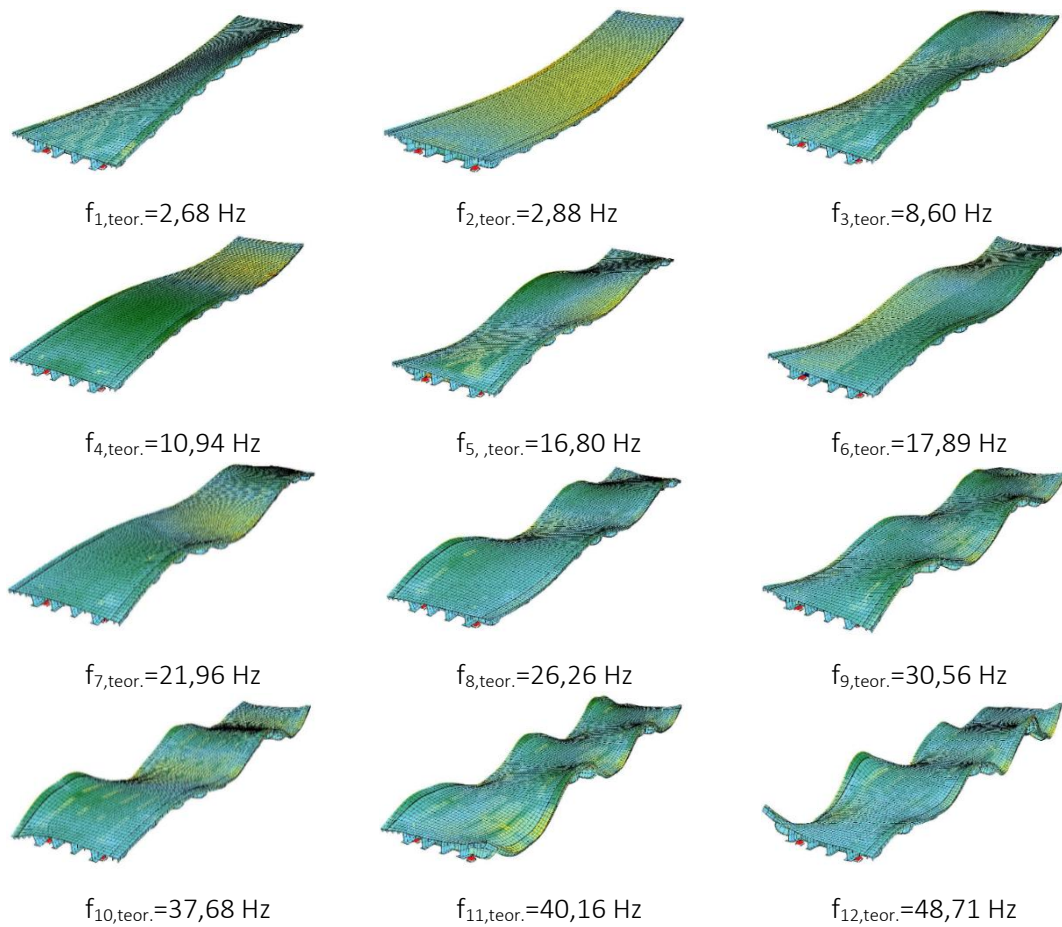 f1,teor.=2,68 Hz
f2,teor.=2,88 Hz
f3,teor.=8,60 Hz
f4,teor.=10,94 Hz
f5, ,teor.=16,80 Hz
f6,teor.=17,89 Hz
f7,teor.=21,96 Hz
f8,teor.=26,26 Hz
f9,teor.=30,56 Hz
f10,teor.=37,68 Hz
f11,teor.=40,16 Hz
f12,teor.=48,71 Hz